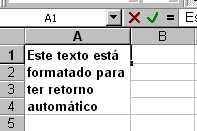 A1 = Es
A B
1 Este texto está
2 formatado para
3 ter retorno
4 automático
5